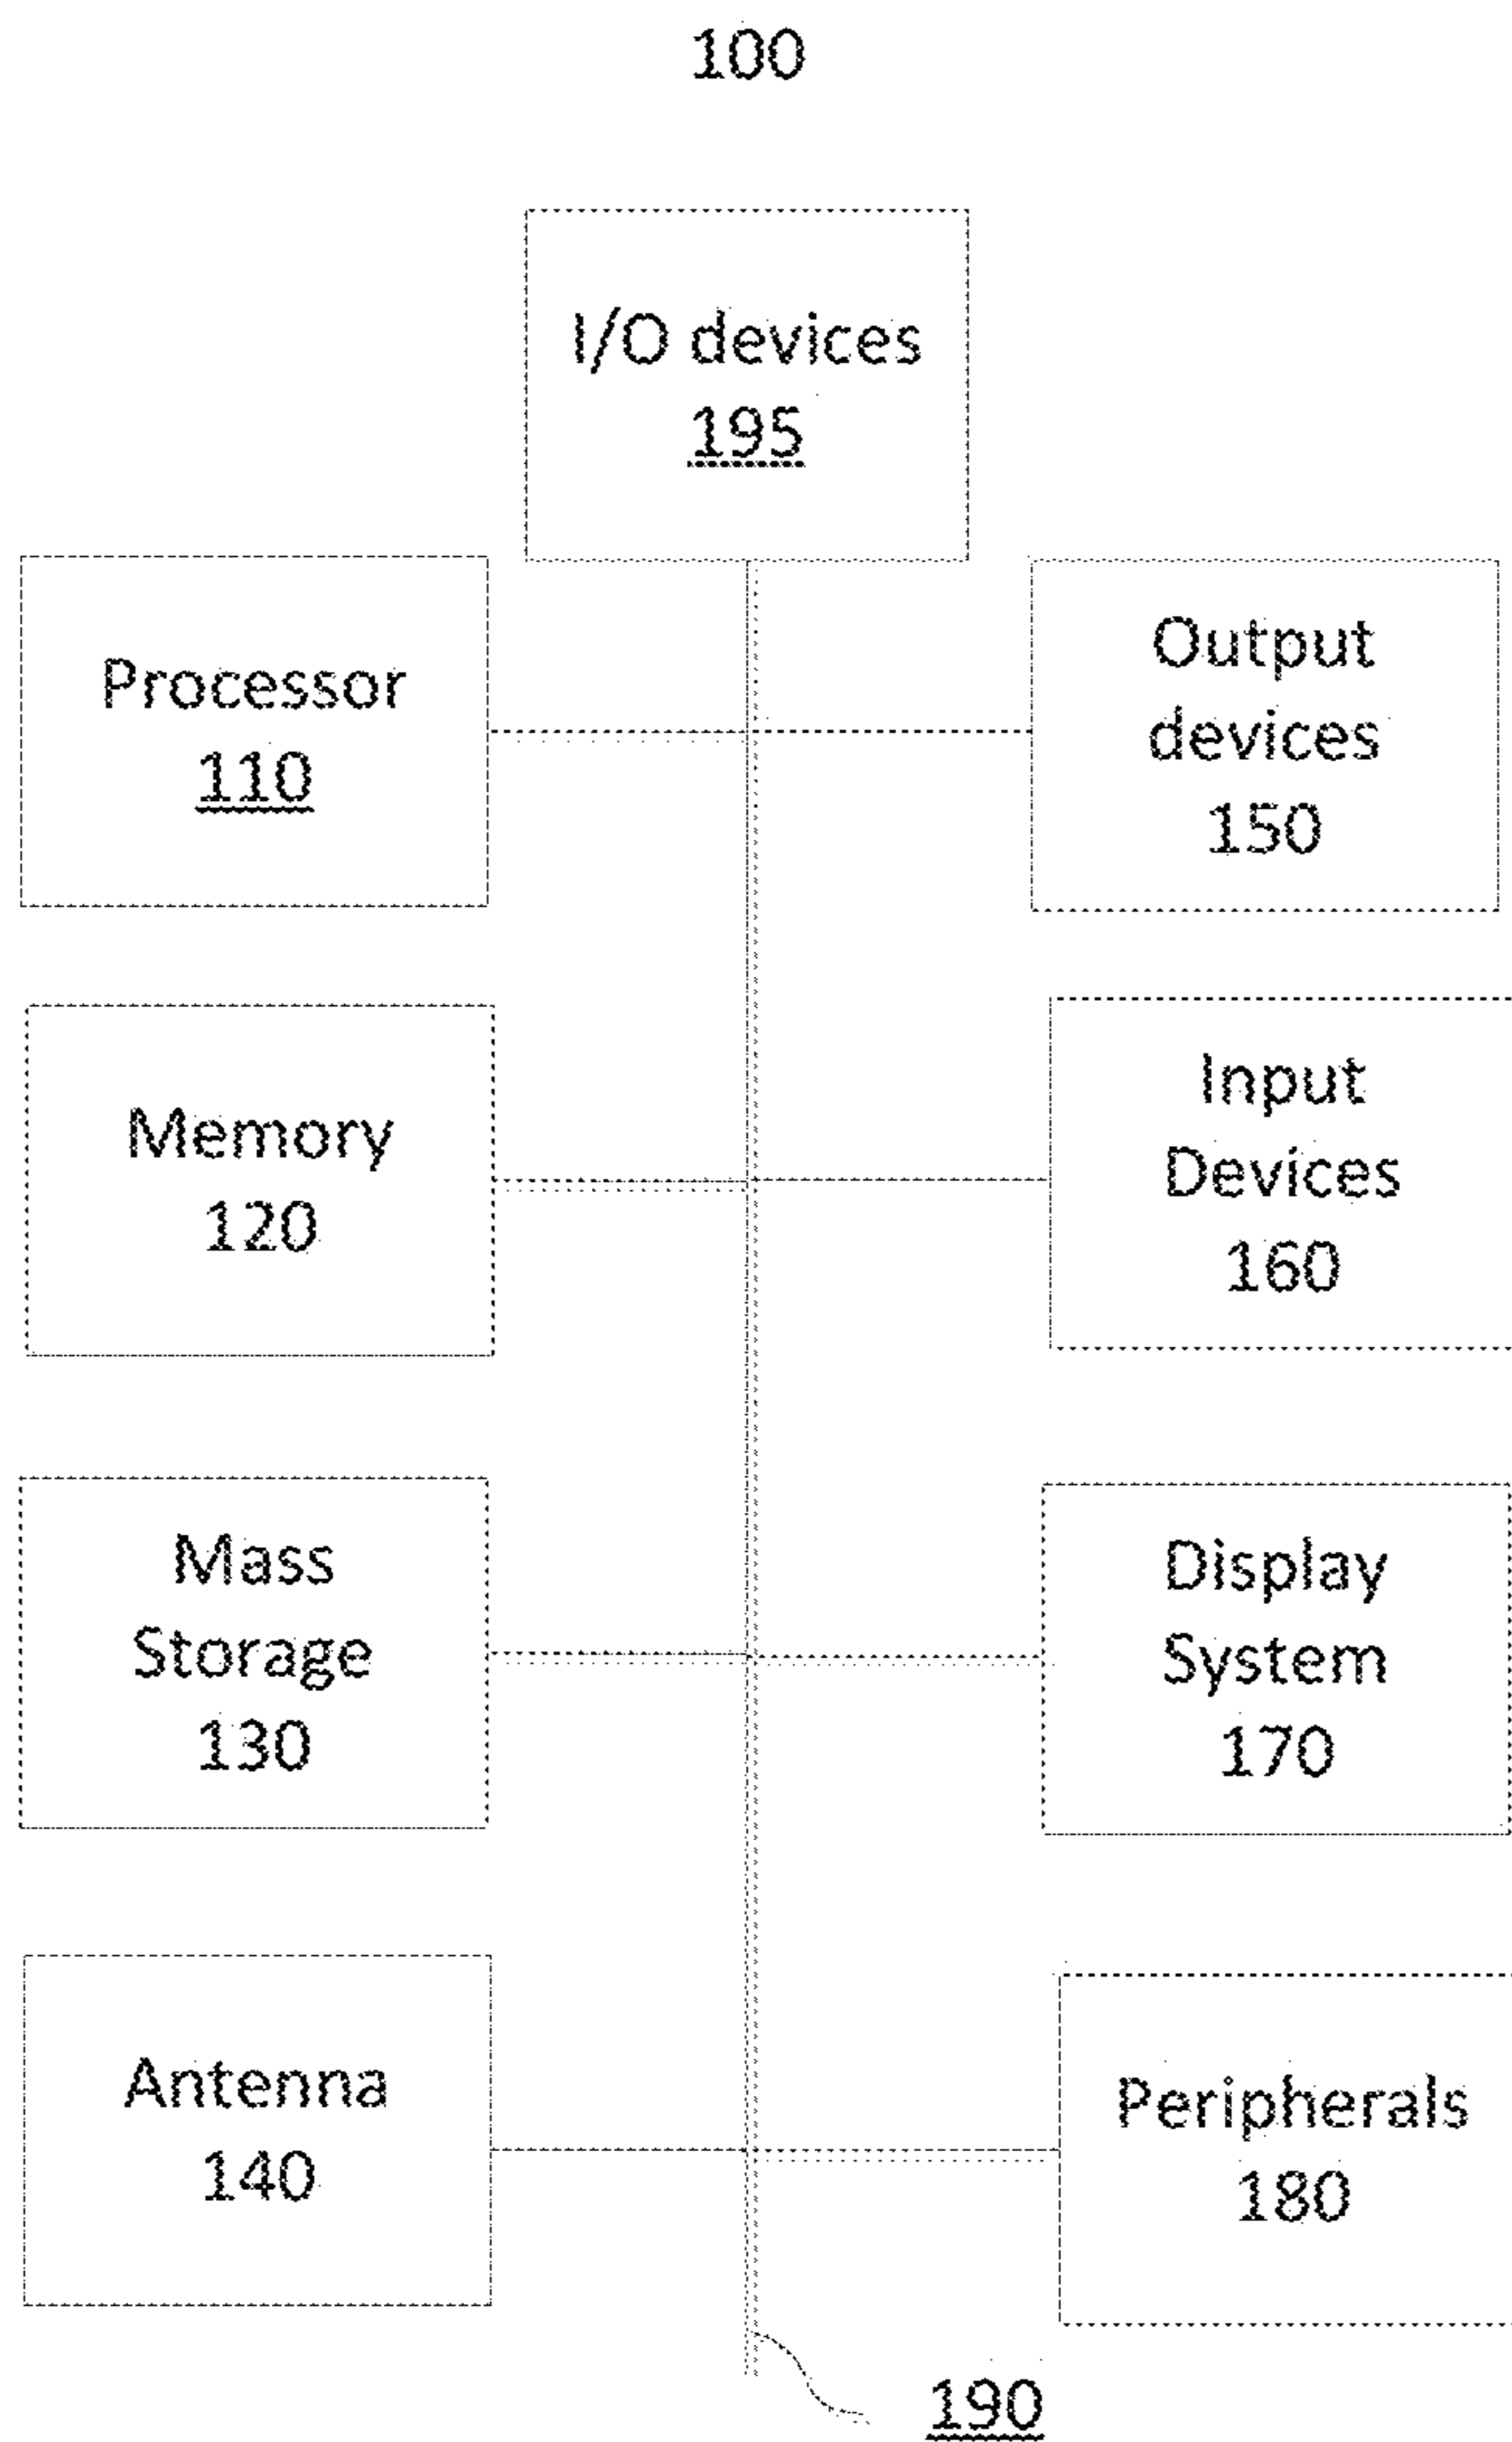 100
I/O devices
195
Processor
110
Output
devices
150
Memory
120
Input
Devices
160
Mass
Storage
130
Display
System
170
Antenna
140
Peripherals
180
190